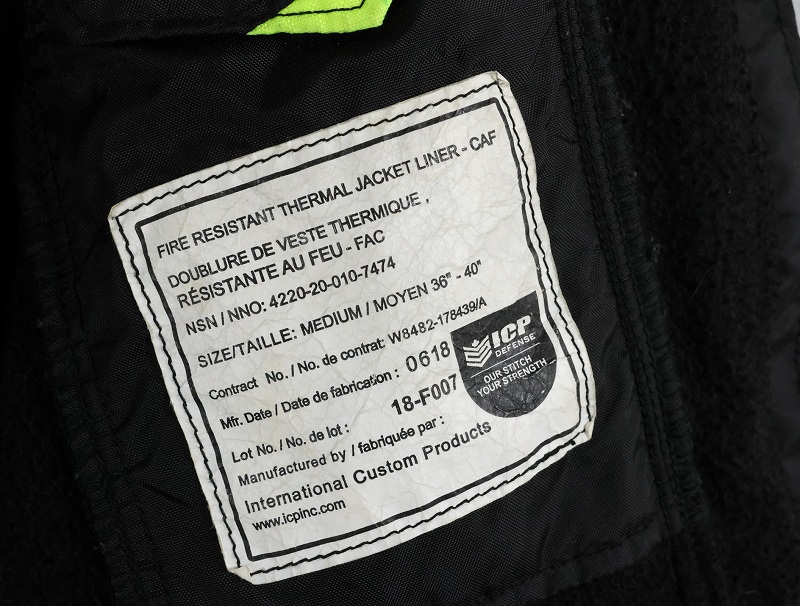 FIRE RESISTANT THERMAL JACKET LINER - CAF
DOUBLURE DE VESTE THERMIQUE ,
RÉSISTANTE AU FEU - FAC
NSN / NNO: 4220-20-010-7474
SIZE/TAILLE: MEDIUM / MOYEN 36" - 40"
Contract No. / No. de contrat: W8482-178439/A
Mfr. Date / Date de fabrication : 0618
Lot No. / No. de lot : 18-F007
Manufactured by / fabriquée par :
International Custom Products
www.icpinc.com
ICP
DEFENSE
OUR STITCH
YOUR STRENGTH